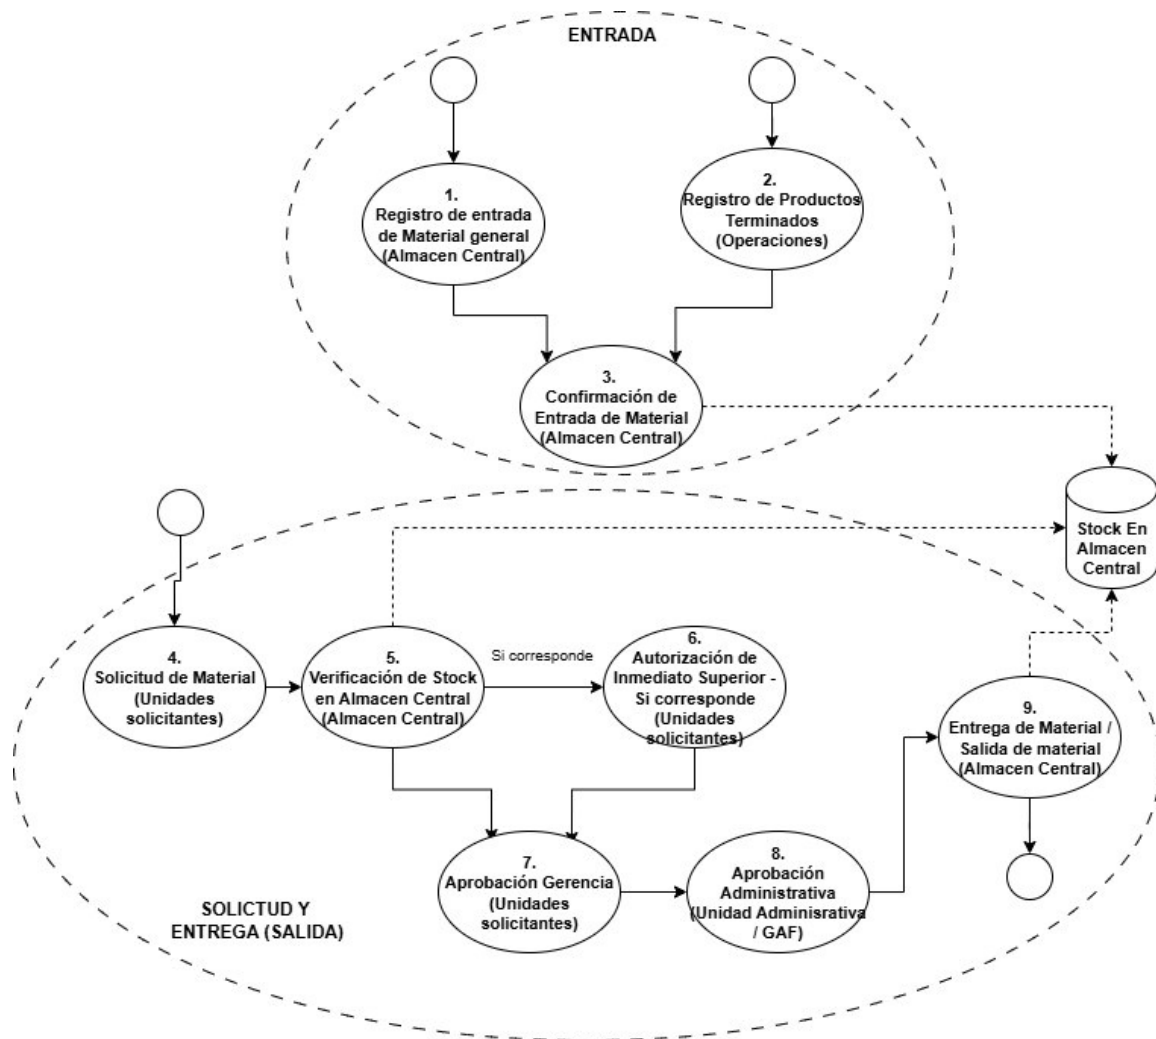 ENTRADA
1.
Registro de entrada
de Material general
(Almacen Central)
2.
Registro de Productos
Terminados
(Operaciones)
3.
Confirmación de
Entrada de Material
(Almacen Central)
Stock En
Almacen
Central
4.
Solicitud de Material
(Unidades
solicitantes)
5.
Verificación de Stock
en Almacen Central
(Almacen Central)
Si corresponde
6.
Autorización de
Inmediato Superior -
Si corresponde
(Unidades
solicitantes)
9.
Entrega de Material /
Salida de material
(Almacen Central)
7.
Aprobación Gerencia
(Unidades
solicitantes)
8.
Aprobación
Administrativa
(Unidad Adminisrativa
/ GAF)
SOLICTUD Y
ENTREGA (SALIDA)